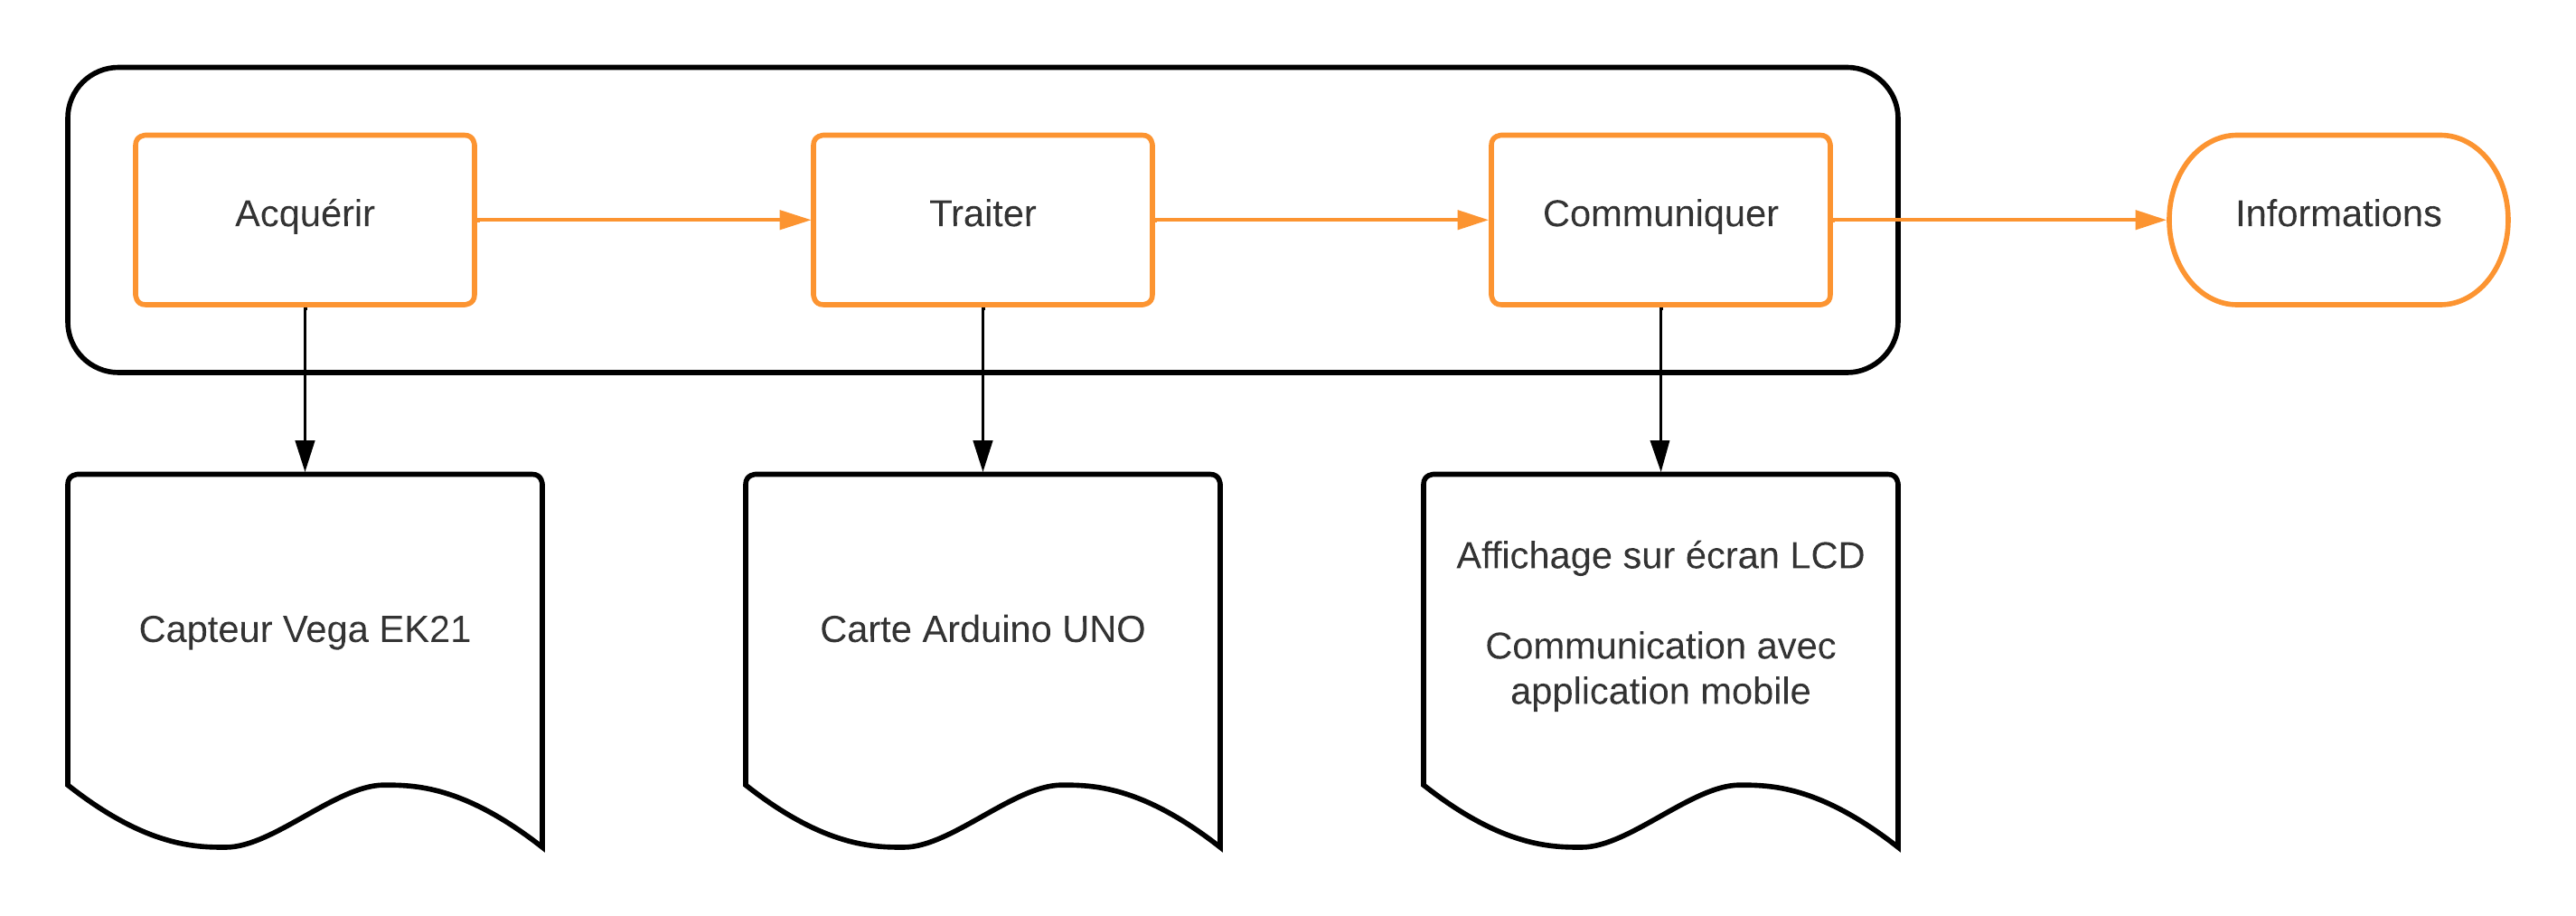 Acquérir
Traiter
Communiquer
Informations
Capteur Vega EK21
Carte Arduino UNO
Affichage sur écran LCD
Communication avec
application mobile